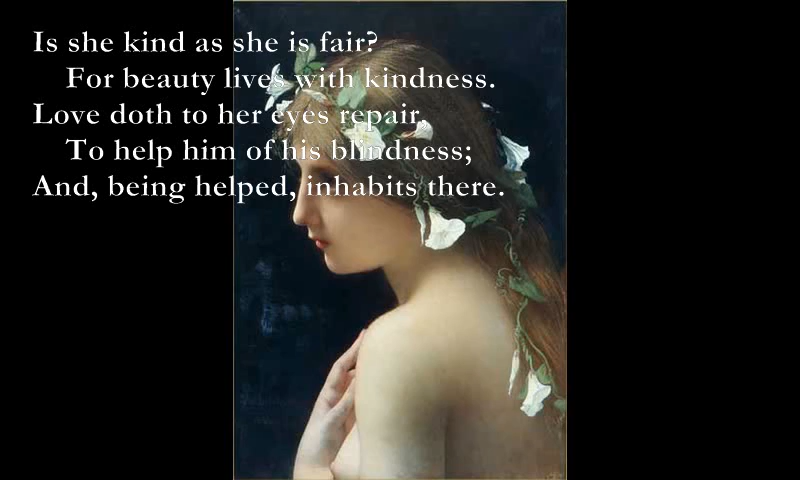 Is she kind as she is fair?
For beauty lives with kindness.
Love doth to her eyes repair,
To help him of his blindness;
And, being helped, inhabits there.